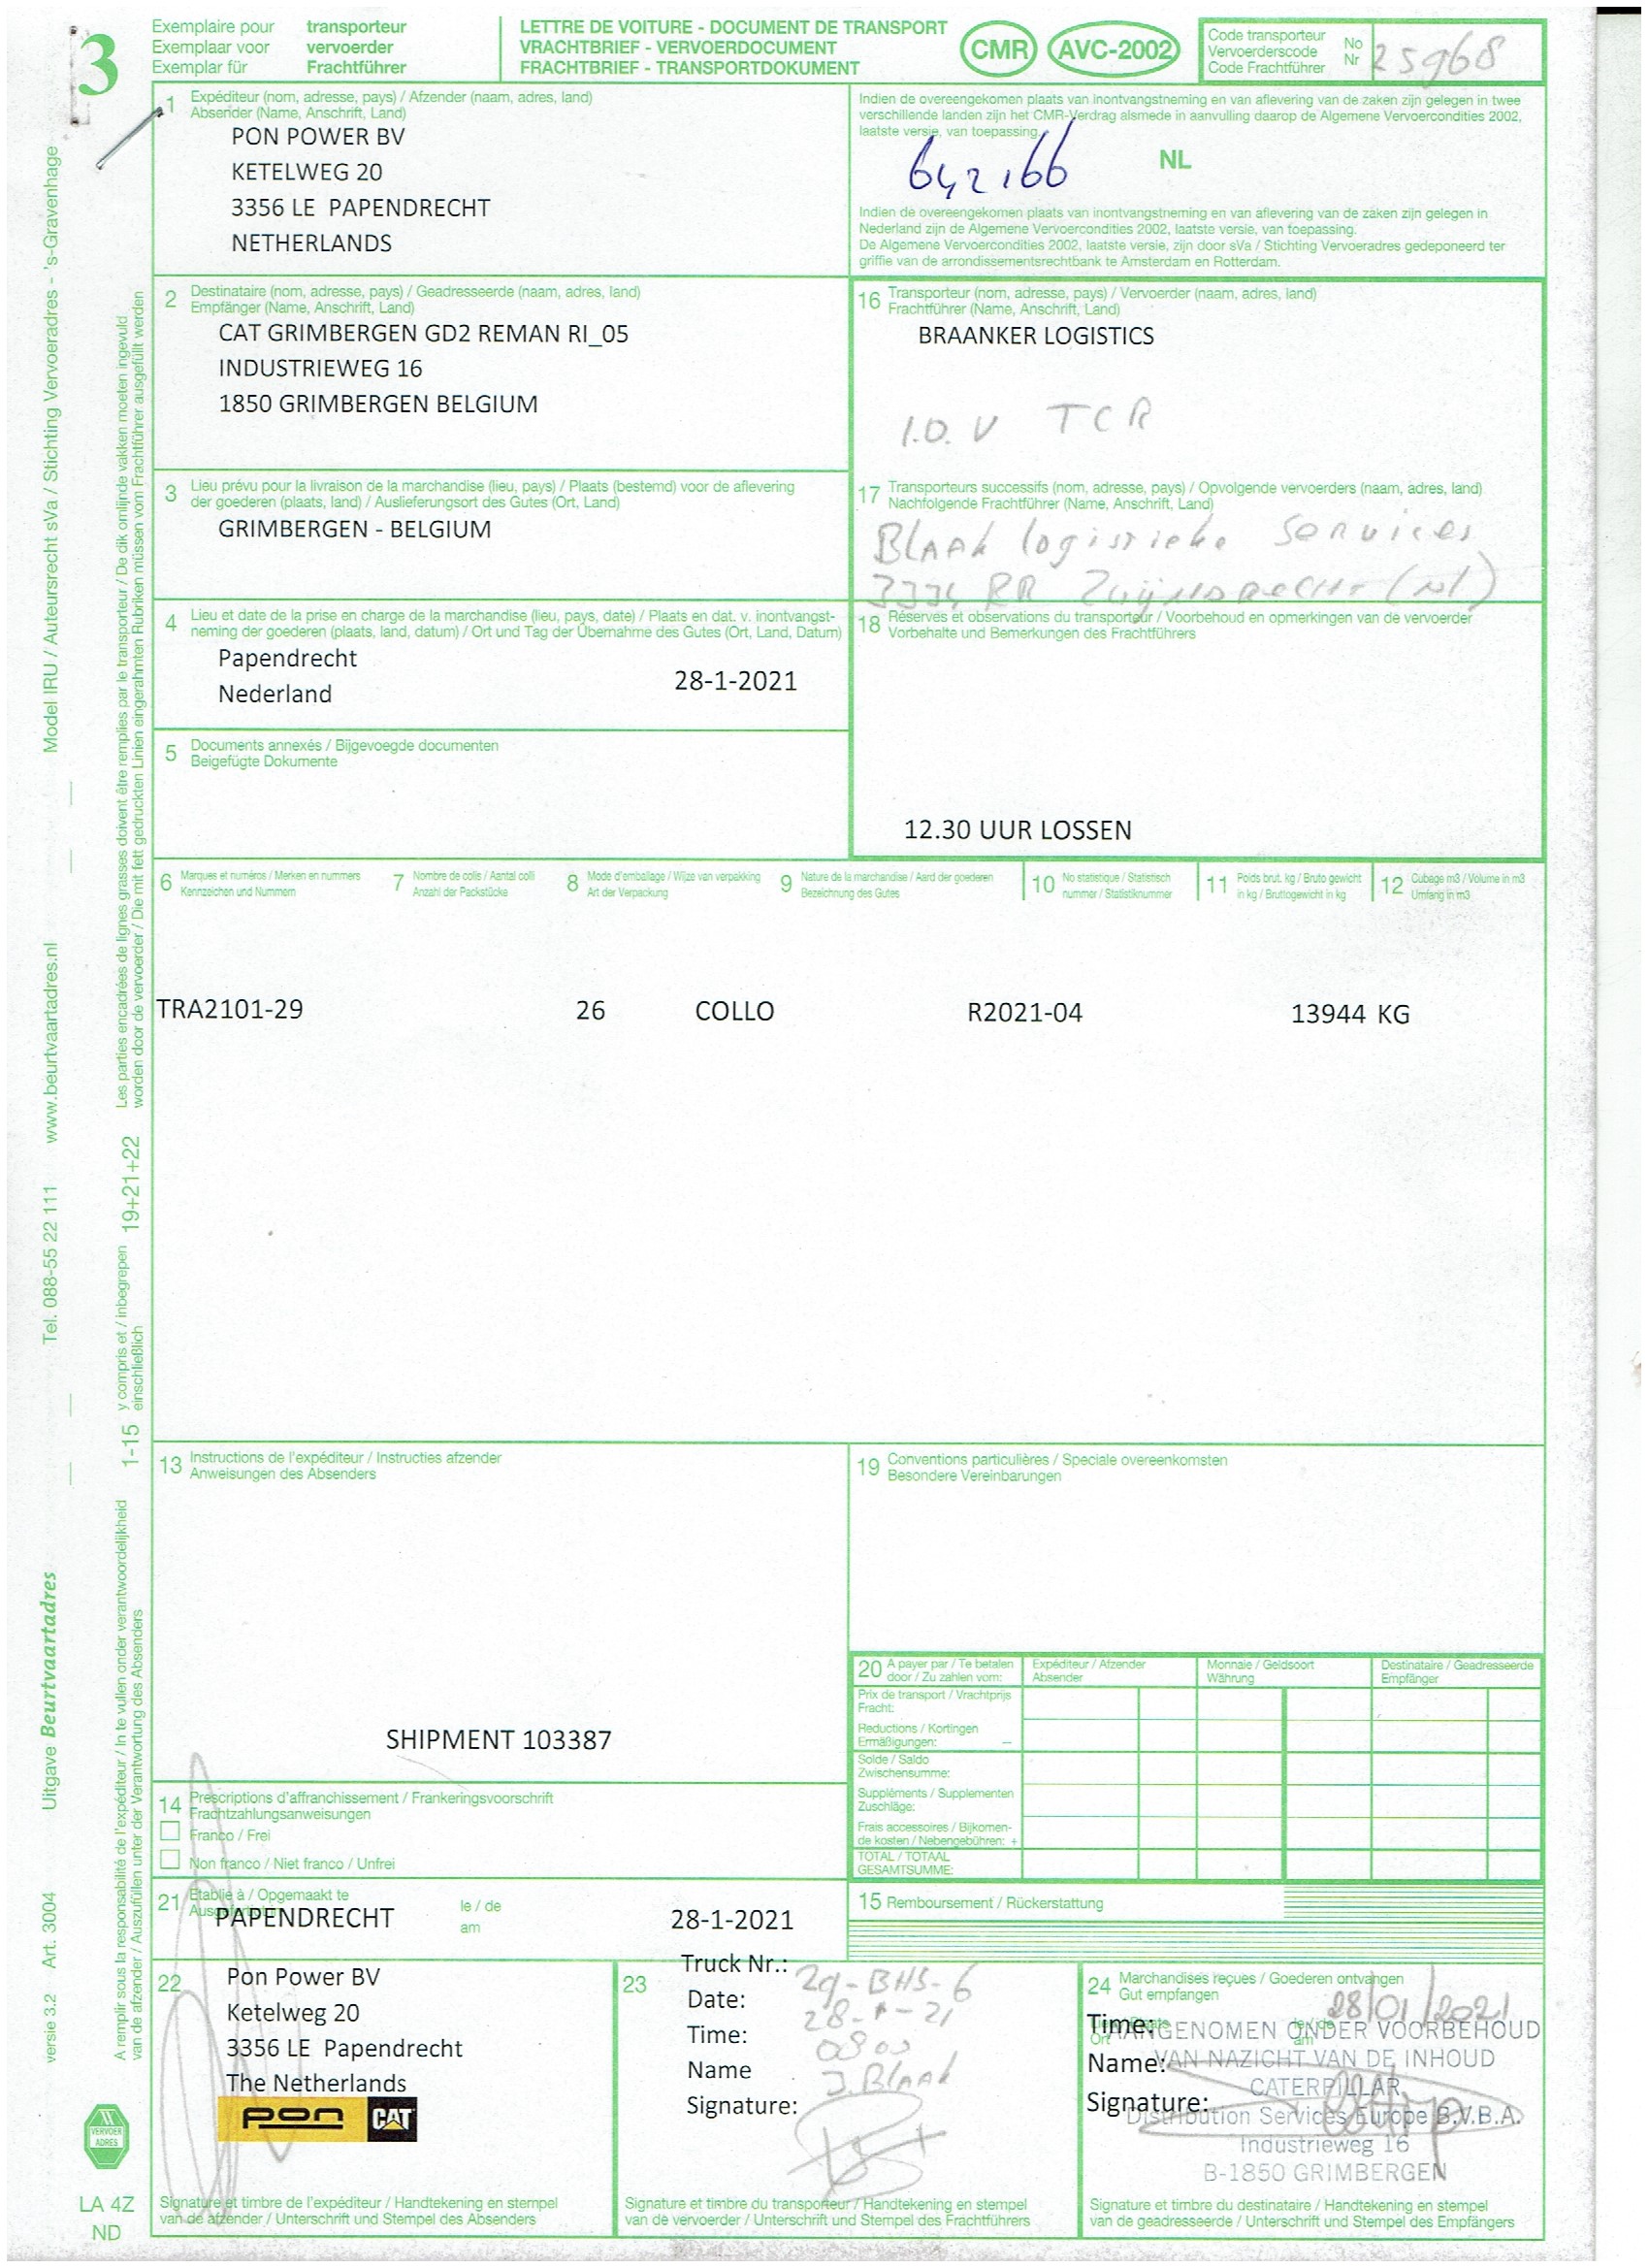 3
Exemplaire pour transporteur
Exemplaar voor vervoerder
Exemplar für Frachtführer
LETTRE DE VOITURE - DOCUMENT DE TRANSPORT
VRACHTBRIEF - VERVOERDOCUMENT
FRACHTBRIEF - TRANSPORTDOKUMENT
CMR AVC-2002
Code transporteur
Vervoerderscode
Code Frachtführer
No
Nr
25968
1 Expéditeur (nom, adresse, pays) / Afzender (naam, adres, land)
Absender (Name, Anschrift, Land)
PON POWER BV
KETELWEG 20
3356 LE PAPENDRECHT
NETHERLANDS
Indien de overeengekomen plaats van inontvangstneming en van aflevering van de zaken zijn gelegen in twee
verschillende landen zijn het CMR-Verdrag alsmede in aanvulling daarop de Algemene Vervoercondities 2002,
laatste versie, van toepassing.
NL
Indien de overeengekomen plaats van inontvangstneming en van aflevering van de zaken zijn gelegen in
Nederland zijn de Algemene Vervoercondities 2002, laatste versie, van toepassing.
De Algemene Vervoercondities 2002, laatste versie, zijn door sVa / Stichting Vervoeradres gedeponeerd ter
griffie van de arrondissementsrechtbank te Amsterdam en Rotterdam.
2 Destinataire (nom, adresse, pays) / Geadresseerde (naam, adres, land)
Empfänger (Name, Anschrift, Land)
CAT GRIMBERGEN GD2 REMAN RI_05
INDUSTRIEWEG 16
1850 GRIMBERGEN BELGIUM
16 Transporteur (nom, adresse, pays) / Vervoerder (naam, adres, land)
Frachtführer (Name, Anschrift, Land)
BRAANKER LOGISTICS
I.O.V TCR
3 Lieu prévu pour la livraison de la marchandise (lieu, pays) / Plaats (bestemd) voor de aflevering
der goederen (plaats, land) / Auslieferungsort des Gutes (Ort, Land)
GRIMBERGEN - BELGIUM
17 Transporteurs successifs (nom, adresse, pays) / Opvolgende vervoerders (naam, adres, land)
Nachfolgende Frachtführer (Name, Anschrift, Land)
Blaak logistieke Services
RR Zwijndrecht (Nl)
4 Lieu et date de la prise en charge de la marchandise (lieu, pays, date) / Plaats en dat. v. inontvangst-
neming der goederen (plaats, land, datum) / Ort und Tag der Übernahme des Gutes (Ort, Land, Datum)
Papendrecht
Nederland
28-1-2021
18 Réserves et observations du transporteur / Voorbehoud en opmerkingen van de vervoerder
Vorbehalte und Bemerkungen des Frachtführers
12.30 UUR LOSSEN
5 Documents annexés / Bijgevoegde documenten
Beigefügte Dokumente
6 Marques et numéros / Merken en nummers
Kennzeichen und Nummern
7 Nombre de colis / Aantal colli
Anzahl der Packstücke
8 Mode d'emballage / Wijze van verpakking
Art der Verpackung
9 Nature de la marchandise / Aard der goederen
Bezeichnung des Gutes
10 No statistique / Statistisch
nummer / Statistiknummer
11 Poids brut. kg / Bruto gewicht
in kg / Bruttogewicht in kg
12 Cubage m3 / Volume in m3
Umfang in m3
TRA2101-29 26 COLLO R2021-04 13944 KG
13 Instructions de l'expéditeur / Instructies afzender
Anweisungen des Absenders
SHIPMENT 103387
19 Conventions particulières / Speciale overeenkomsten
Besondere Vereinbarungen
20 A payer par / Te betalen
door / Zu zahlen vom:
Expéditeur / Afzender
Absender
Monnaie / Geldsoort
Währung
Destinataire / Geadresseerde
Empfänger
Prix de transport / Vrachtprijs
Fracht:
Reductions / Kortingen
Ermäßigungen: –
Solde / Saldo
Zwischensumme:
Suppléments / Supplementen
Zuschläge:
Frais accessoires / Bijkomen-
de kosten / Nebengebühren: +
TOTAL / TOTAAL
GESAMTSUMME:
14 Prescriptions d'affranchissement / Frankeringsvoorschrift
Frachtzahlungsanweisungen
Franco / Frei
Non franco / Niet franco / Unfrei
21 Etablie à / Opgemaakt te
PAPENDRECHT
le / de
am
28-1-2021
15 Remboursement / Rückerstattung
22
Pon Power BV
Ketelweg 20
3356 LE Papendrecht
The Netherlands
pon CAT
Signature et timbre de l'expéditeur / Handtekening en stempel
van de afzender / Unterschrift und Stempel des Absenders
23
Truck Nr.: 29-BHS-6
Date: 28-1-21
Time: 0800
Name J. Blaak
Signature:
Signature et timbre du transporteur / Handtekening en stempel
van de vervoerder / Unterschrift und Stempel des Frachtführers
24 Marchandises reçues / Goederen ontvangen
Gut empfangen
28/01/2021
Time:
GENOMEN ONDER VOORBEHOUD
Name:
VAN NAZICHT VAN DE INHOUD
CATERPILLAR
Signature:
Distribution Services Europe B.V.B.A.
Industrieweg 16
B-1850 GRIMBERGEN
Signature et timbre du destinataire / Handtekening en stempel
van de geadresseerde / Unterschrift und Stempel des Empfängers
Model IRU / Auteursrecht sVa / Stichting Vervoeradres - 's-Gravenhage
www.beurtvaartadres.nl
Tel. 088-55 22 111
Uitgave Beurtvaartadres
Art. 3004
versie 3.2
Les parties encadrées de lignes grasses doivent être remplies par le transporteur / De dik omlijnde vakken moeten ingevuld
worden door de vervoerder / Die mit fett gedruckten Linien eingerahmten Rubriken müssen vom Frachtführer ausgefüllt werden
19+21+22
y compris et / inbegrepen
einschließlich
1-15
A remplir sous la responsabilité de l'expéditeur / In te vullen onder verantwoordelijkheid
van de afzender / Auszufüllen unter der Verantwortung des Absenders
VERVOER
ADRES
LA 4Z
ND